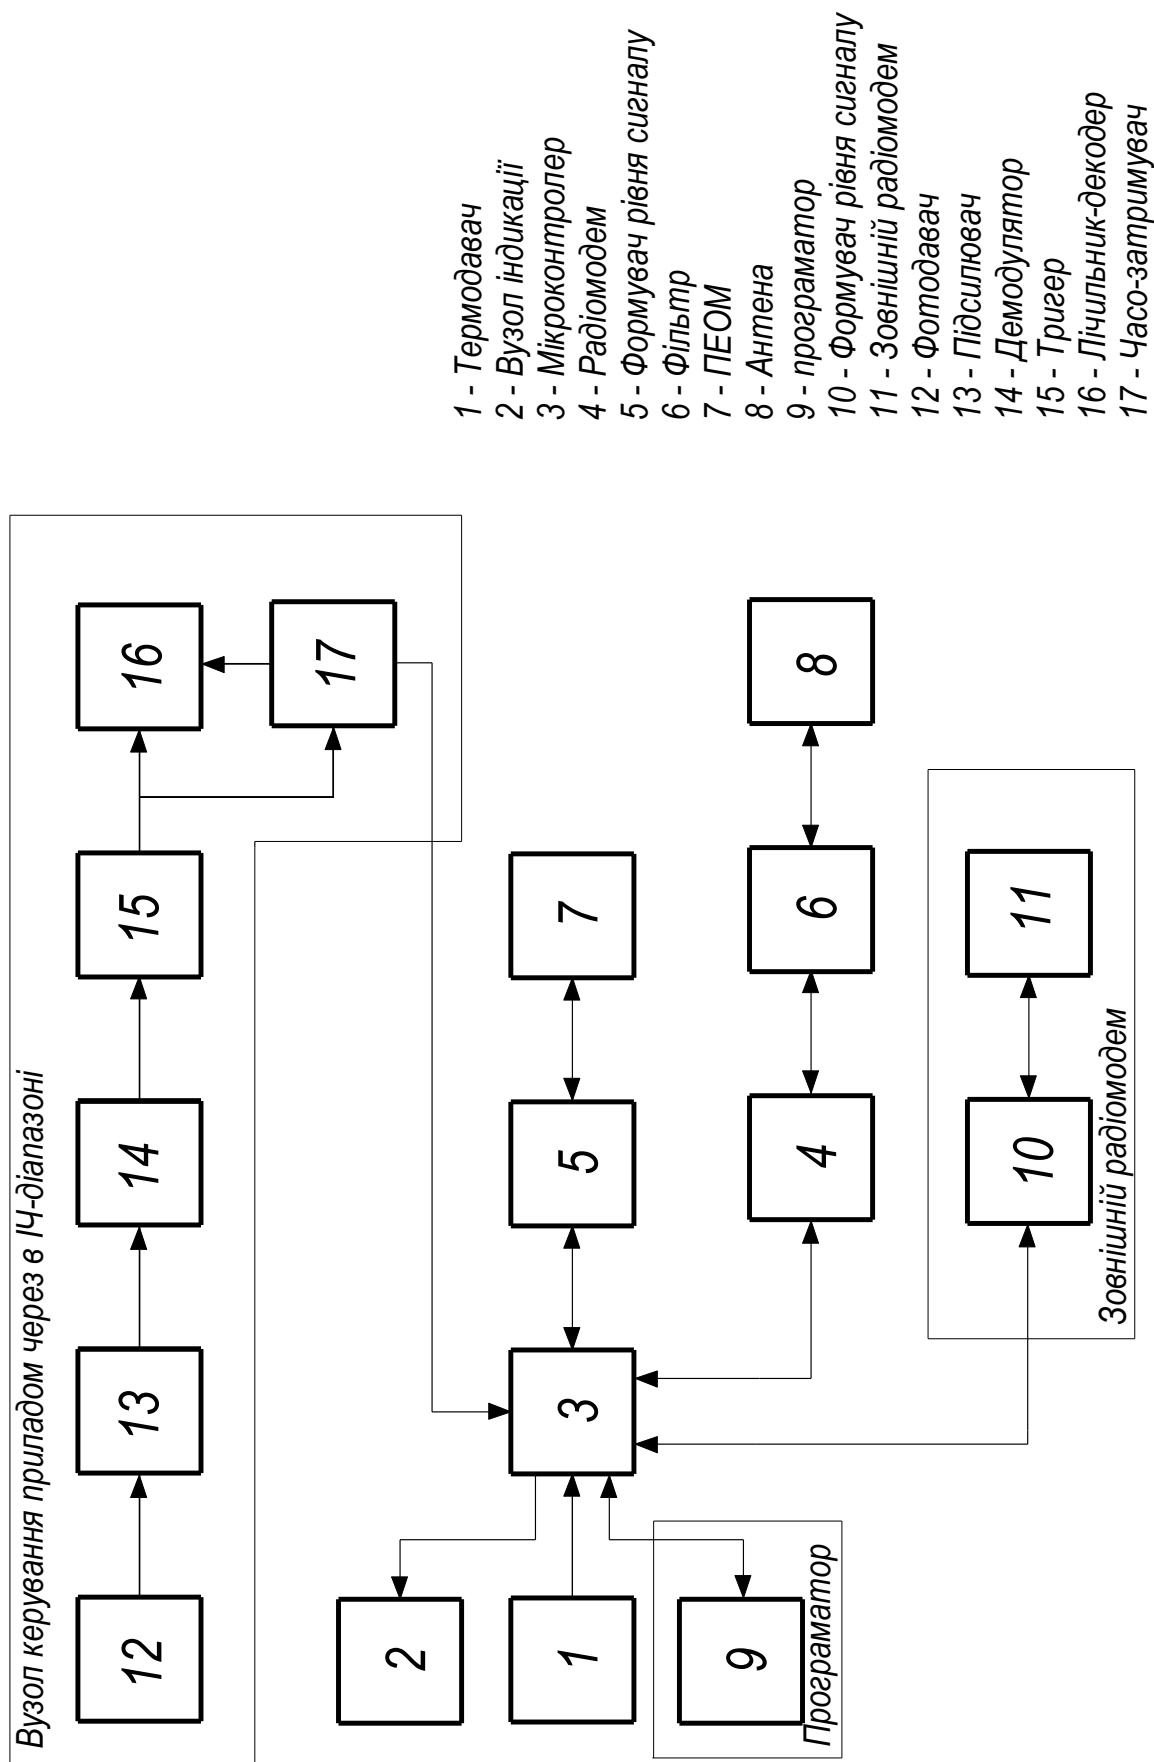 Вузол керування приладом через в ІЧ-діапазоні
12
13
14
15
16
17
2
1
3
5
7
9
Програматор
4
6
8
10
11
Зовнішній радіомодем
1 - Термодавач
2 - Вузол індикації
3 - Мікроконтролер
4 - Радіомодем
5 - Формувач рівня сигналу
6 - Фільтр
7 - ПЕОМ
8 - Антена
9 - програматор
10 - Формувач рівня сигналу
11 - Зовнішній радіомодем
12 - Фотодавач
13 - Підсилювач
14 - Демодулятор
15 - Тригер
16 - Лічильник-декодер
17 - Часо-затримувач